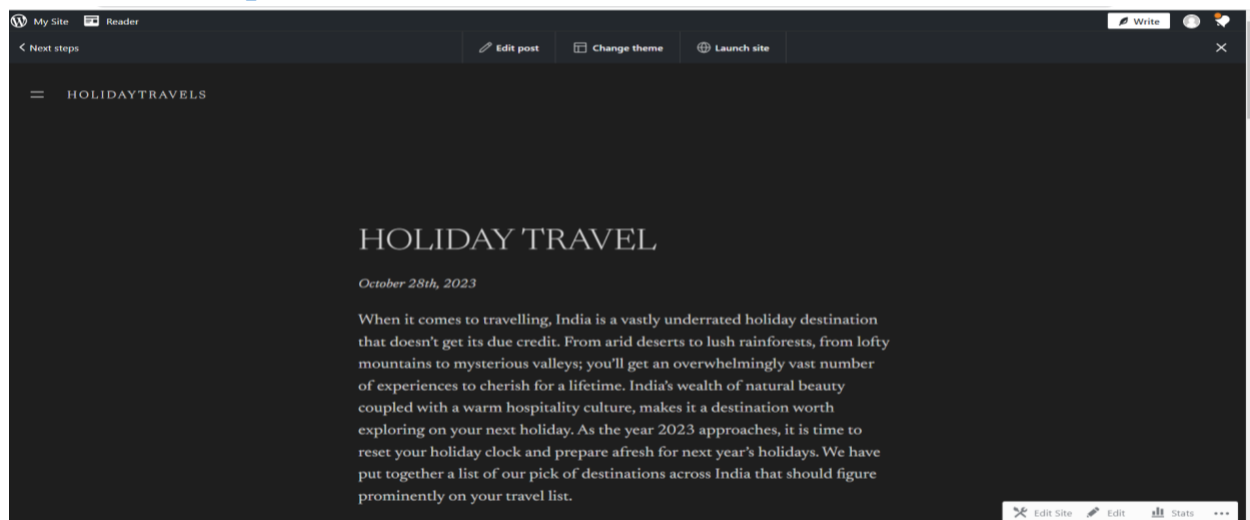 My Site Reader Write
Next steps Edit post Change theme Launch site
HOLIDAYTRAVELS
HOLIDAY TRAVEL
October 28th, 2023
When it comes to travelling, India is a vastly underrated holiday destination
that doesn't get its due credit. From arid deserts to lush rainforests, from lofty
mountains to mysterious valleys; you'll get an overwhelmingly vast number
of experiences to cherish for a lifetime. India's wealth of natural beauty
coupled with a warm hospitality culture, makes it a destination worth
exploring on your next holiday. As the year 2023 approaches, it is time to
reset your holiday clock and prepare afresh for next year's holidays. We have
put together a list of our pick of destinations across India that should figure
prominently on your travel list.
Edit Site Edit Stats